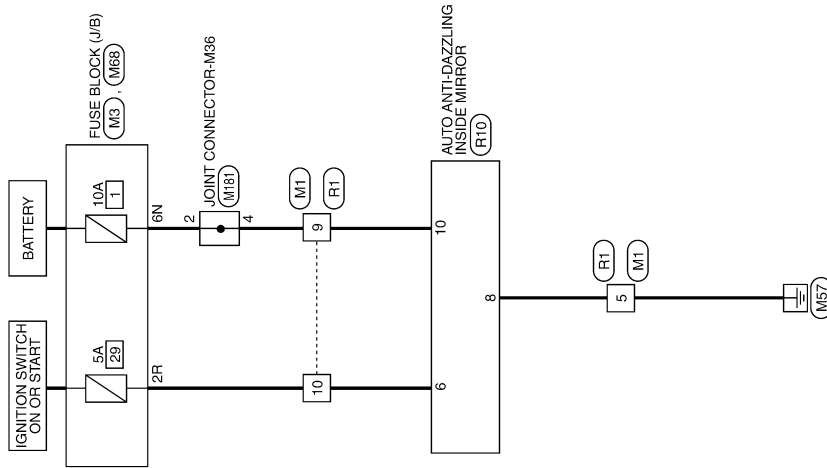 IGNITION SWITCH
ON OR START
BATTERY
FUSE BLOCK (J/B)
M3 , M68
5A
29
10A
1
2R
6N
JOINT CONNECTOR-M36
M181
2
4
10
9
M1
R1
AUTO ANTI-DAZZLING
INSIDE MIRROR
R10
6
10
8
R1
M1
5
M57